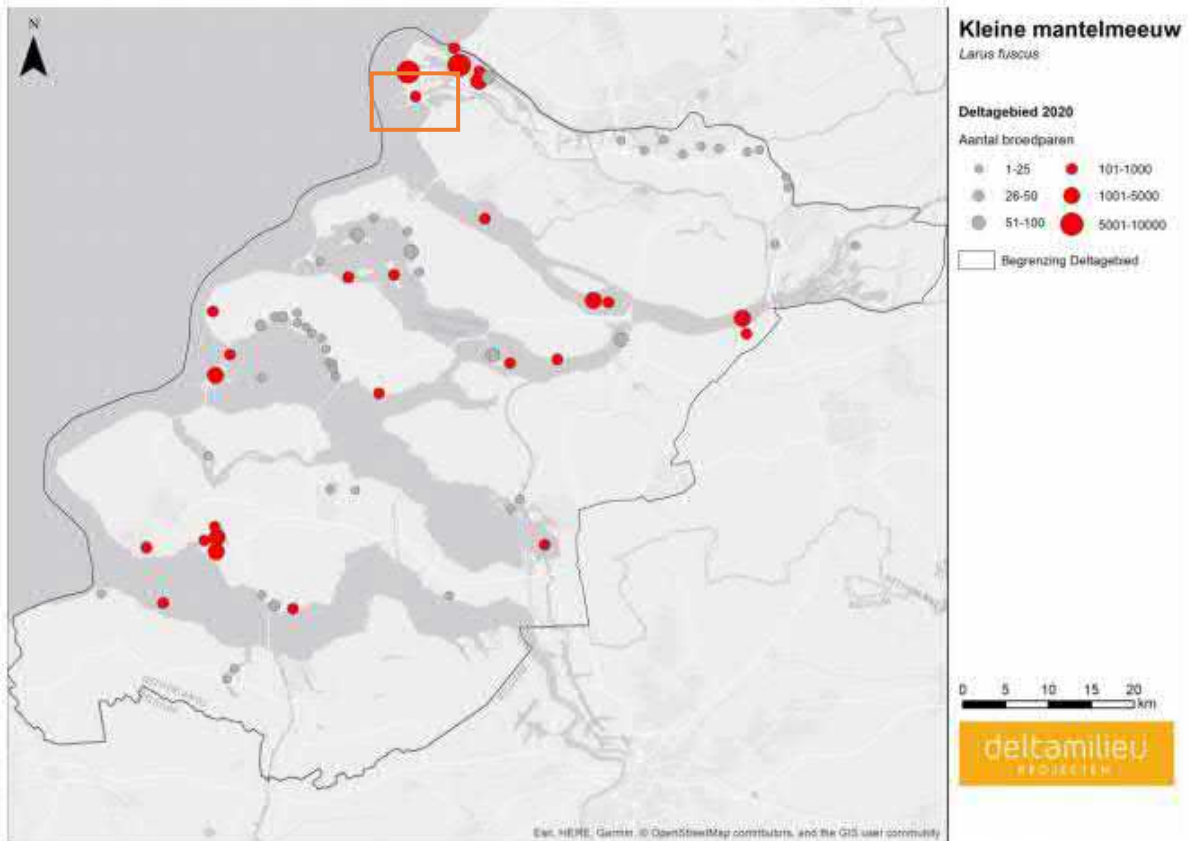 N
Kleine mantelmeeuw
Larus fuscus
Deltagebied 2020
Aantal broedparen
1-25
26-50
51-100
101-1000
1001-5000
5001-10000
Begrenzing Deltagebied
0 5 10 15 20
km
deltamilieu
PROJECTEN
Esri, HERE, Garmin, © OpenStreetMap contributors, and the GIS user community